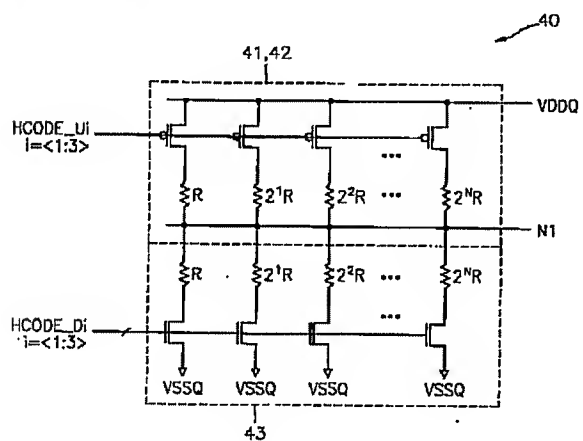 40
41,42
VDDQ
HCODE_Ui
i=<1:3>
R 2¹R 2²R 2ᴺR
N1
R 2¹R 2²R 2ᴺR
HCODE_Di
i=<1:3>
VSSQ VSSQ VSSQ VSSQ
43